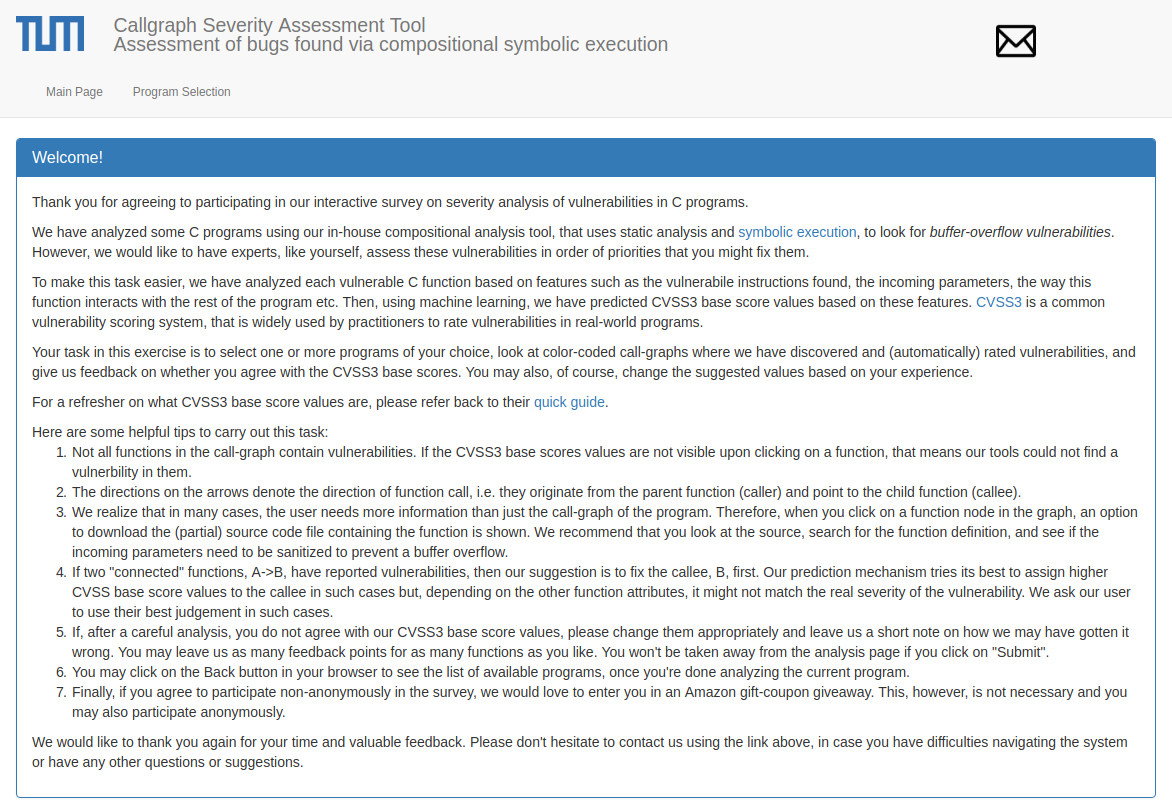 TUM
Callgraph Severity Assessment Tool
Assessment of bugs found via compositional symbolic execution
Main Page
Program Selection
Welcome!
Thank you for agreeing to participating in our interactive survey on severity analysis of vulnerabilities in C programs.
We have analyzed some C programs using our in-house compositional analysis tool, that uses static analysis and symbolic execution, to look for buffer-overflow vulnerabilities.
However, we would like to have experts, like yourself, assess these vulnerabilities in order of priorities that you might fix them.
To make this task easier, we have analyzed each vulnerable C function based on features such as the vulnerabile instructions found, the incoming parameters, the way this
function interacts with the rest of the program etc. Then, using machine learning, we have predicted CVSS3 base score values based on these features. CVSS3 is a common
vulnerability scoring system, that is widely used by practitioners to rate vulnerabilities in real-world programs.
Your task in this exercise is to select one or more programs of your choice, look at color-coded call-graphs where we have discovered and (automatically) rated vulnerabilities, and
give us feedback on whether you agree with the CVSS3 base scores. You may also, of course, change the suggested values based on your experience.
For a refresher on what CVSS3 base score values are, please refer back to their quick guide.
Here are some helpful tips to carry out this task:
1. Not all functions in the call-graph contain vulnerabilities. If the CVSS3 base scores values are not visible upon clicking on a function, that means our tools could not find a
vulnerbility in them.
2. The directions on the arrows denote the direction of function call, i.e. they originate from the parent function (caller) and point to the child function (callee).
3. We realize that in many cases, the user needs more information than just the call-graph of the program. Therefore, when you click on a function node in the graph, an option
to download the (partial) source code file containing the function is shown. We recommend that you look at the source, search for the function definition, and see if the
incoming parameters need to be sanitized to prevent a buffer overflow.
4. If two "connected" functions, A->B, have reported vulnerabilities, then our suggestion is to fix the callee, B, first. Our prediction mechanism tries its best to assign higher
CVSS base score values to the callee in such cases but, depending on the other function attributes, it might not match the real severity of the vulnerability. We ask our user
to use their best judgement in such cases.
5. If, after a careful analysis, you do not agree with our CVSS3 base score values, please change them appropriately and leave us a short note on how we may have gotten it
wrong. You may leave us as many feedback points for as many functions as you like. You won't be taken away from the analysis page if you click on "Submit".
6. You may click on the Back button in your browser to see the list of available programs, once you're done analyzing the current program.
7. Finally, if you agree to participate non-anonymously in the survey, we would love to enter you in an Amazon gift-coupon giveaway. This, however, is not necessary and you
may also participate anonymously.
We would like to thank you again for your time and valuable feedback. Please don't hesitate to contact us using the link above, in case you have difficulties navigating the system
or have any other questions or suggestions.